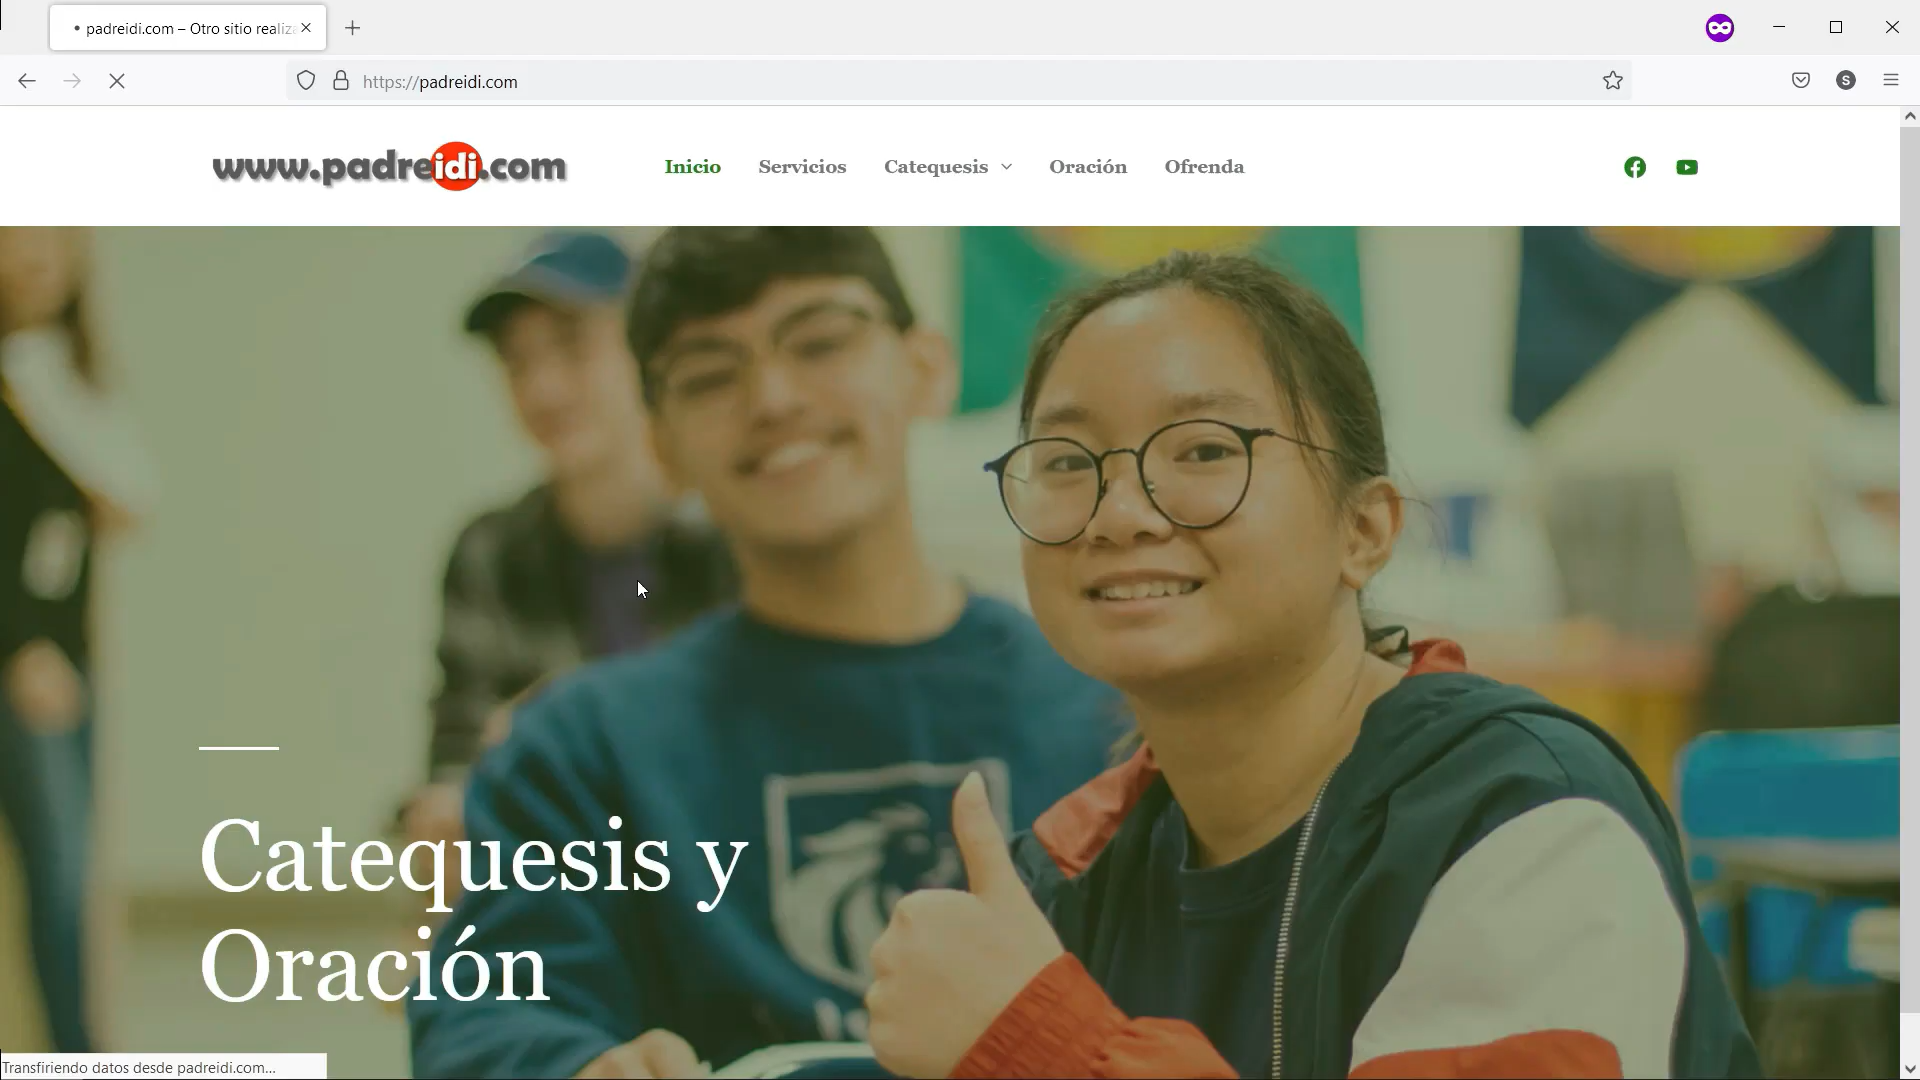 padreidi.com – Otro sitio realiza
https://padreidi.com
S
www.padreidi.com
Inicio
Servicios
Catequesis
Oración
Ofrenda
Catequesis y
Oración
Transfiriendo datos desde padreidi.com...